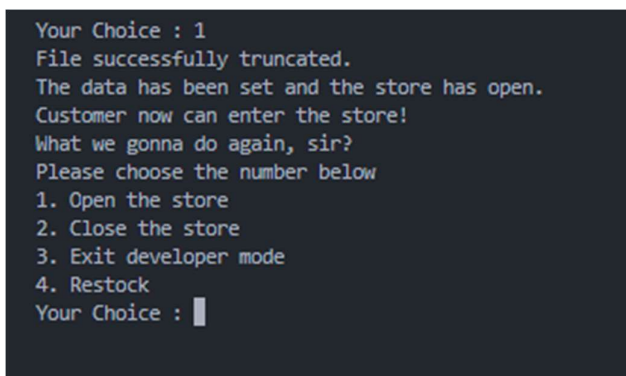 Your Choice : 1
File successfully truncated.
The data has been set and the store has open.
Customer now can enter the store!
What we gonna do again, sir?
Please choose the number below
1. Open the store
2. Close the store
3. Exit developer mode
4. Restock
Your Choice :